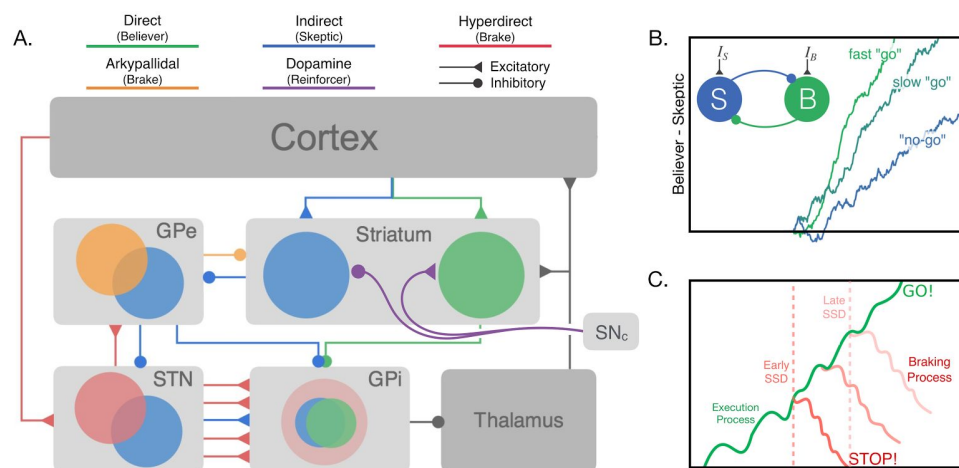 A.
Direct
(Believer)
Indirect
(Skeptic)
Hyperdirect
(Brake)
Arkypallidal
(Brake)
Dopamine
(Reinforcer)
Excitatory
Inhibitory
Cortex
GPe
Striatum
SNc
STN
GPi
Thalamus
B.
Believer - Skeptic
IS
IB
S
B
fast "go"
slow "go"
"no-go"
C.
Late
SSD
GO!
Early
SSD
Braking
Process
Execution
Process
STOP!